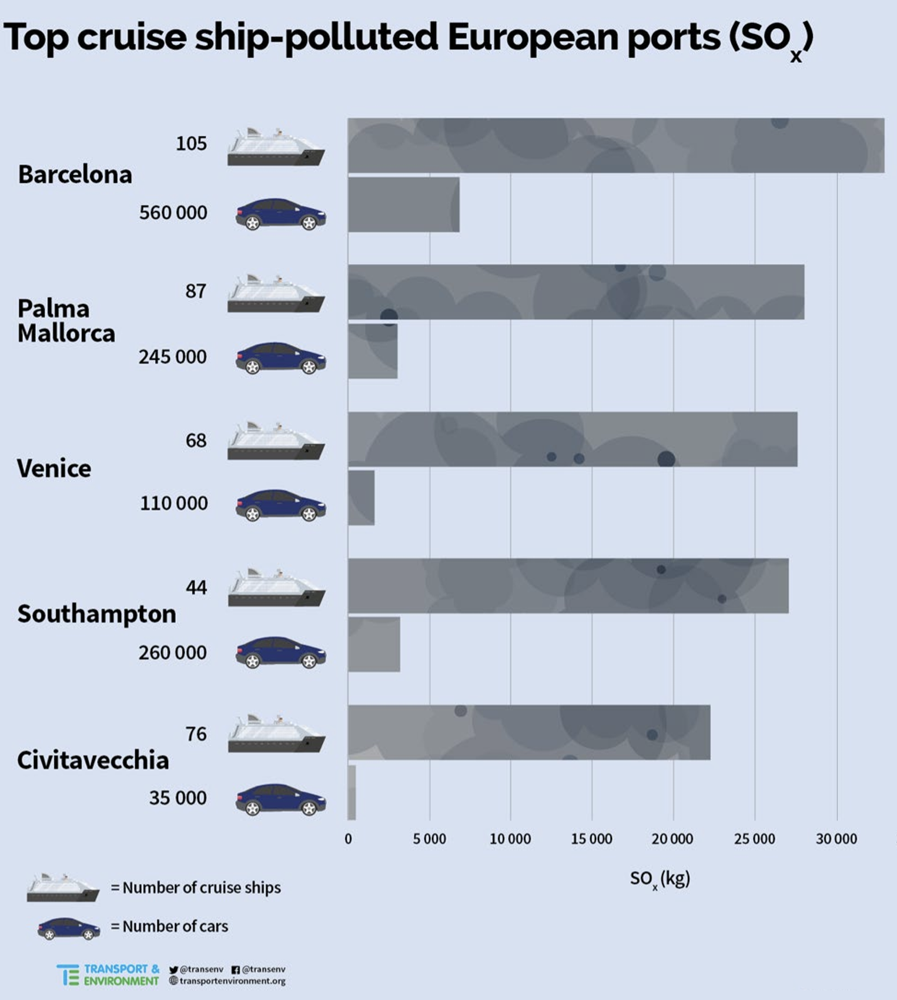 Top cruise ship-polluted European ports (SOx)
105
Barcelona
560 000
87
Palma
Mallorca
245 000
68
Venice
110 000
44
Southampton
260 000
76
Civitavecchia
35 000
0 5 000 10 000 15 000 20 000 25 000 30 000
SOx (kg)
= Number of cruise ships
= Number of cars
TE TRANSPORT & ENVIRONMENT
@transenv @transenv
transportenvironment.org